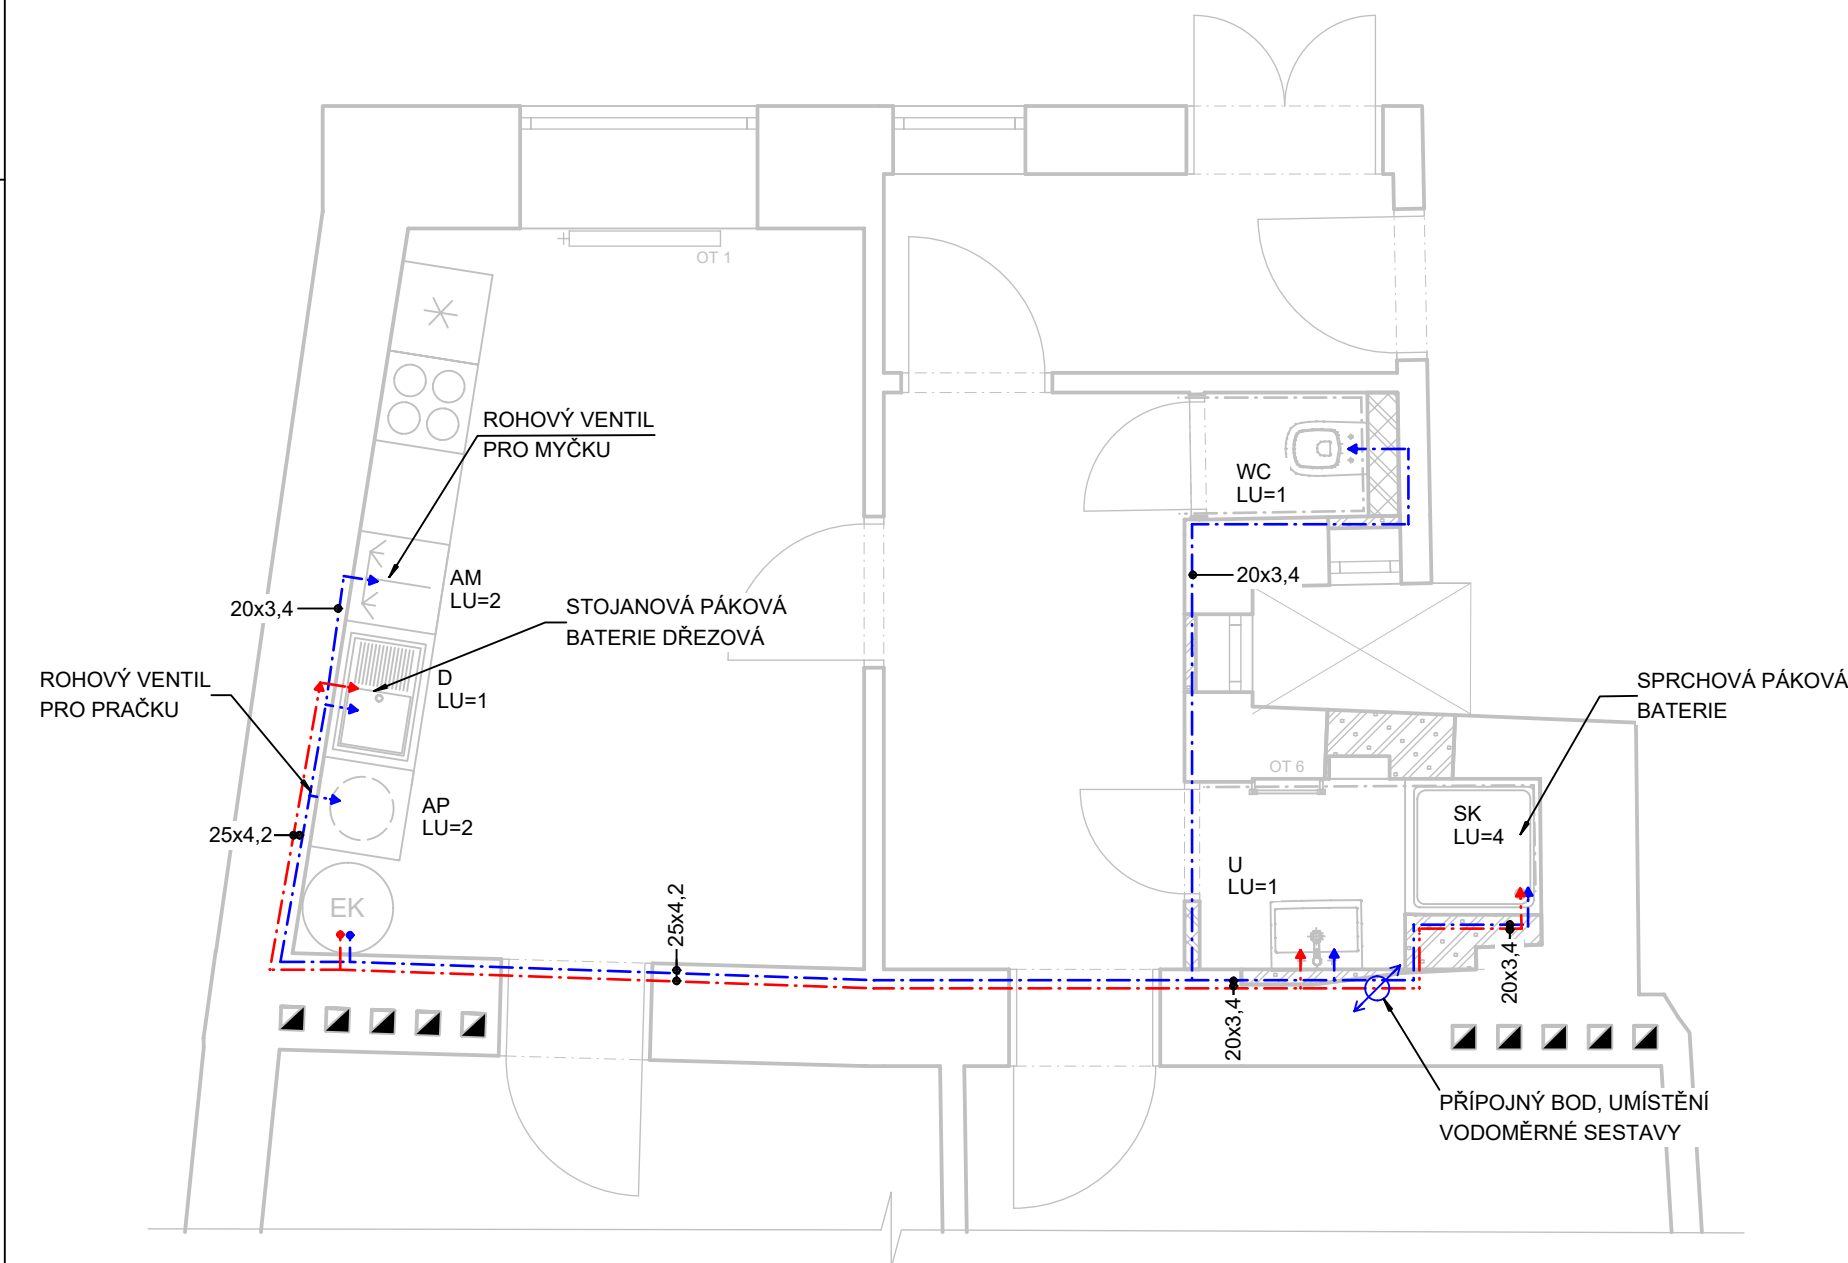 OT 1
ROHOVÝ VENTIL
PRO MYČKU
WC
LU=1
AM
LU=2
20x3,4
20x3,4
STOJANOVÁ PÁKOVÁ
BATERIE DŘEZOVÁ
ROHOVÝ VENTIL
PRO PRAČKU
D
LU=1
SPRCHOVÁ PÁKOVÁ
BATERIE
OT 6
AP
LU=2
25x4,2
SK
LU=4
U
LU=1
EK
25x4,2
20x3,4
20x3,4
PŘÍPOJNÝ BOD, UMÍSTĚNÍ
VODOMĚRNÉ SESTAVY